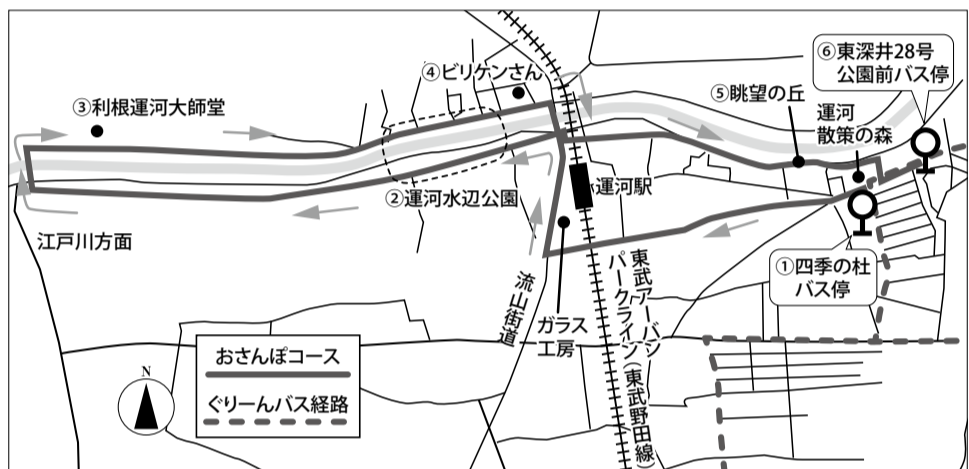 ④ビリケンさん
⑥東深井28号
公園前バス停
③利根運河大師堂
⑤眺望の丘
運河
散策の森
②運河水辺公園
運河駅
江戸川方面
①四季の杜
バス停
流山街道
ガラス
工房
東武アーバン
パークライン(東武野田線)
おさんぽコース
ぐりーんバス経路
N